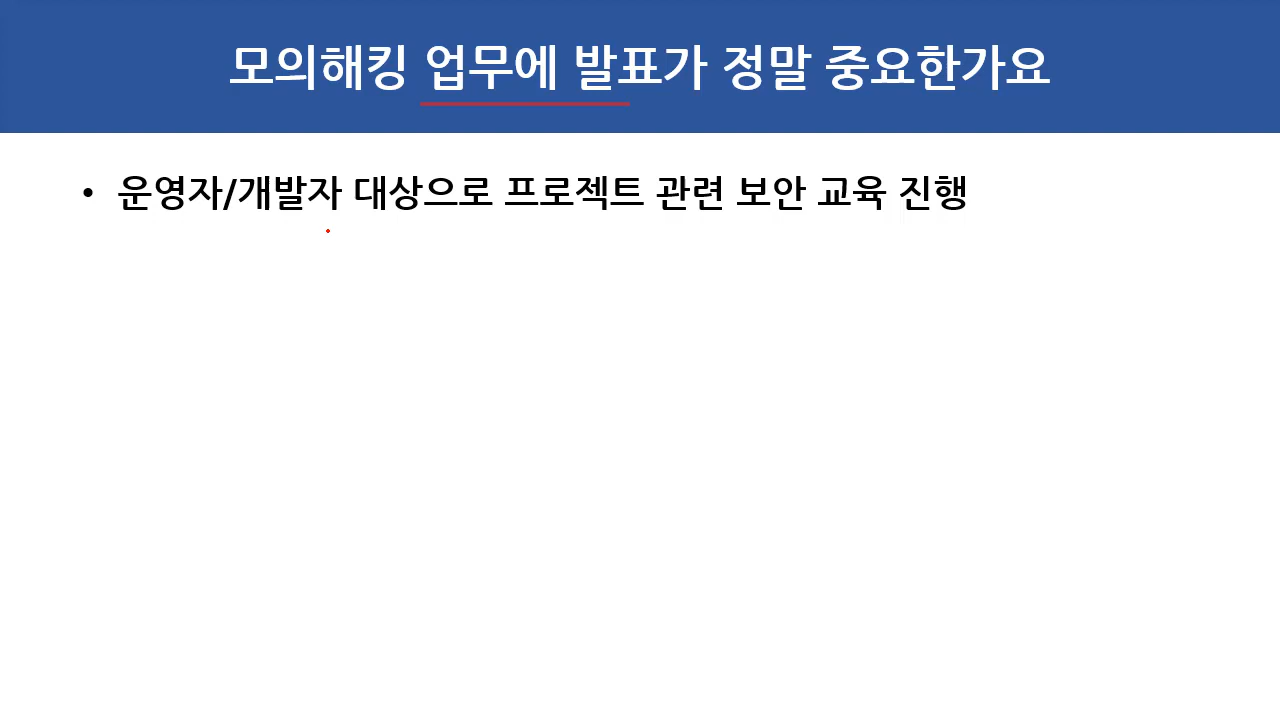 모의해킹 업무에 발표가 정말 중요한가요
• 운영자/개발자 대상으로 프로젝트 관련 보안 교육 진행